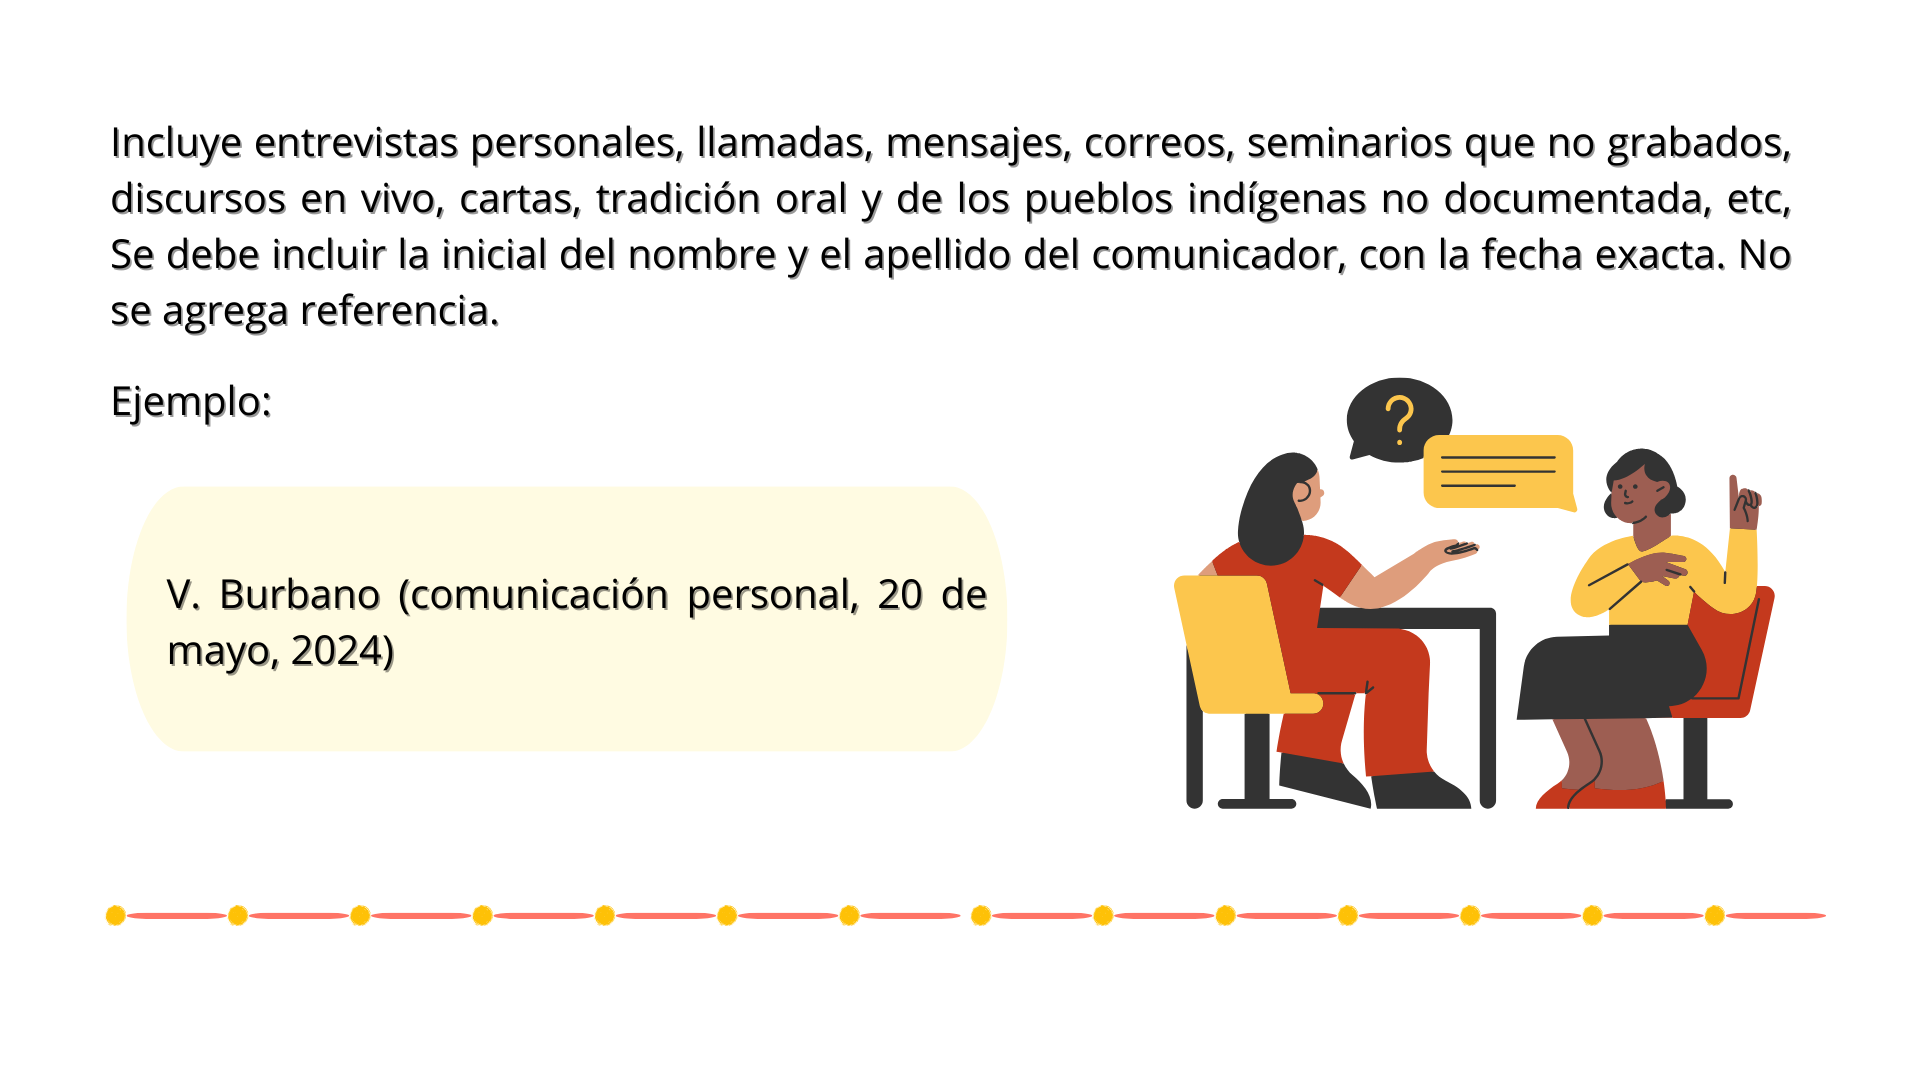 Incluye entrevistas personales, llamadas, mensajes, correos, seminarios que no grabados,
discursos en vivo, cartas, tradición oral y de los pueblos indígenas no documentada, etc,
Se debe incluir la inicial del nombre y el apellido del comunicador, con la fecha exacta. No
se agrega referencia.
Ejemplo:
?
V. Burbano (comunicación personal, 20 de
mayo, 2024)